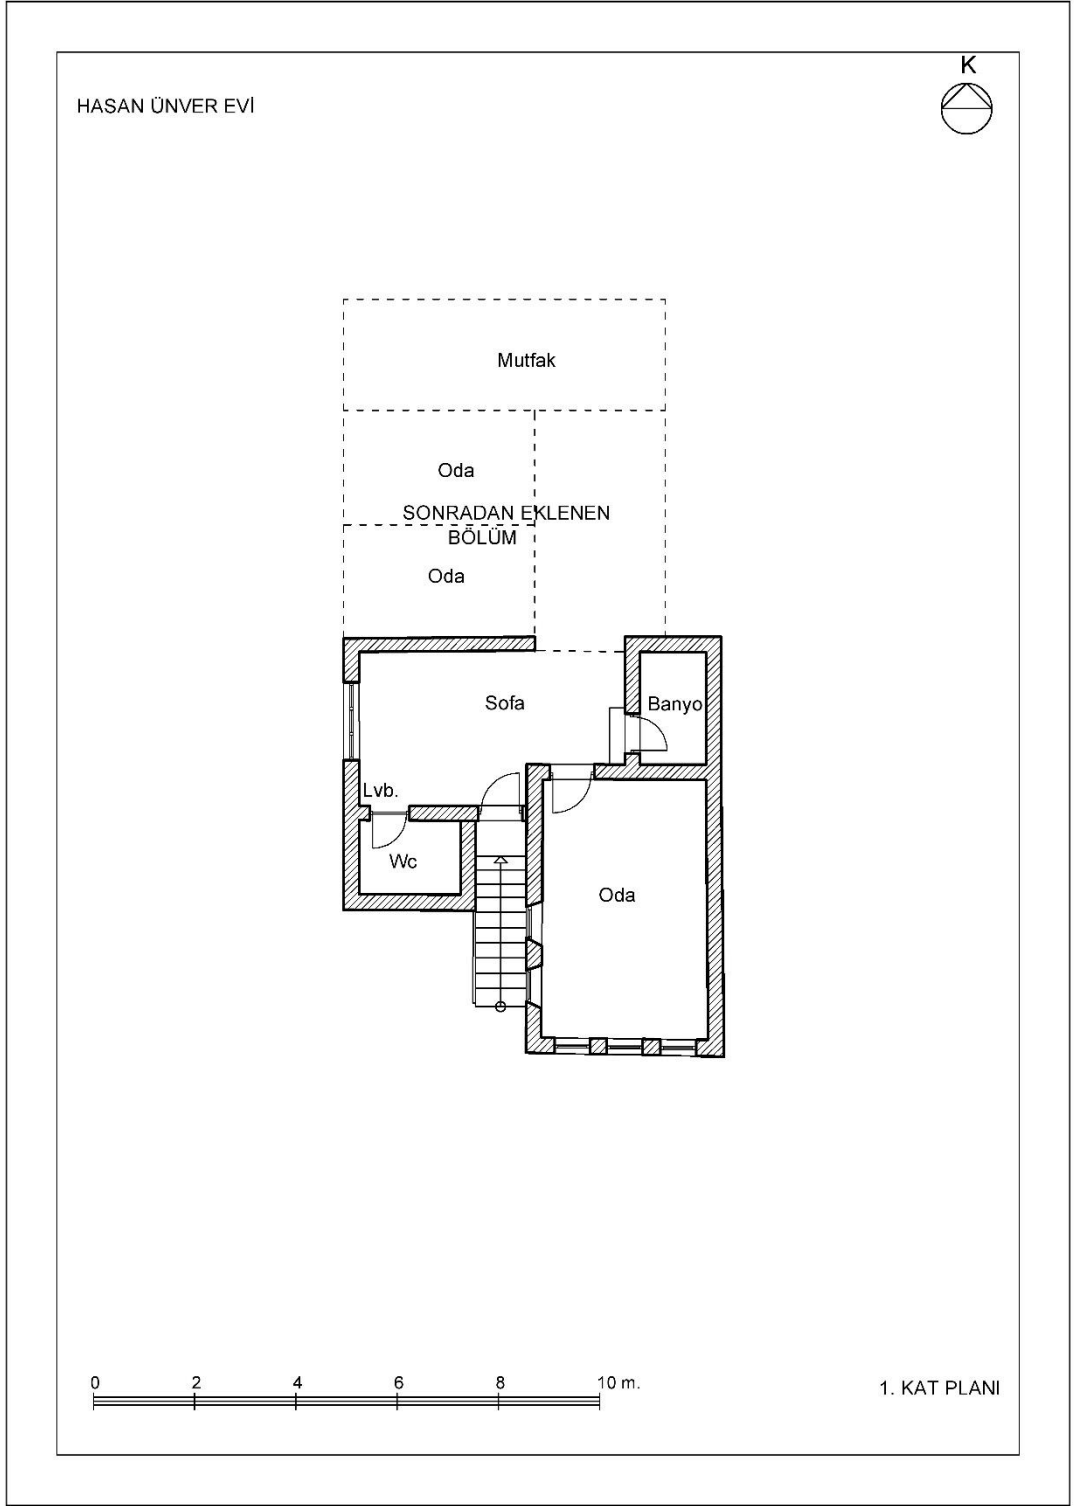 K
HASAN ÜNVER EVİ
Mutfak
Oda
SONRADAN EKLENEN
BÖLÜM
Oda
Sofa
Banyo
Lvb.
Wc
Oda
0 2 4 6 8 10 m.
1. KAT PLANI